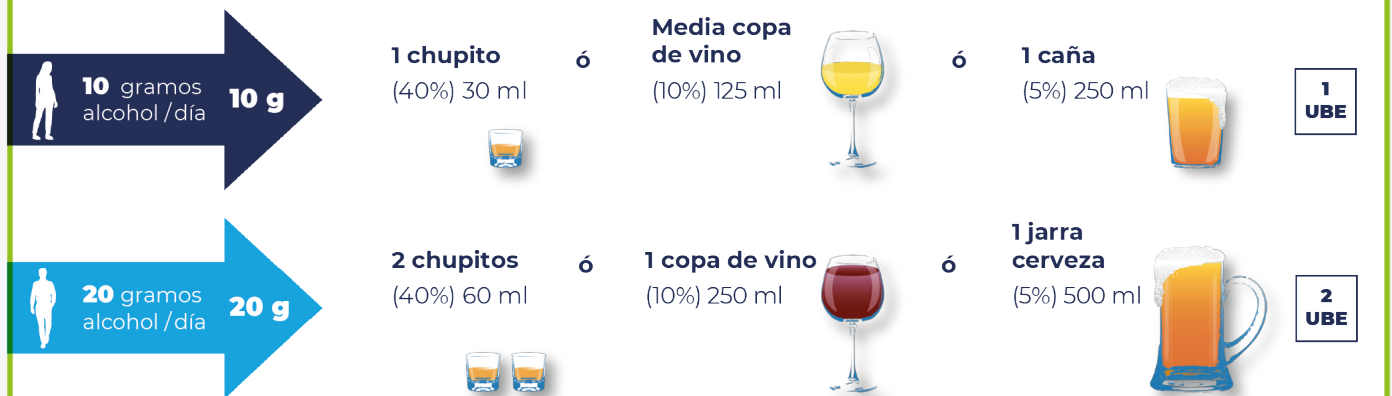 10 gramos
alcohol / día
10 g
1 chupito
(40%) 30 ml
ó
Media copa
de vino
(10%) 125 ml
ó
1 caña
(5%) 250 ml
1
UBE
20 gramos
alcohol / día
20 g
2 chupitos
(40%) 60 ml
ó
1 copa de vino
(10%) 250 ml
ó
1 jarra
cerveza
(5%) 500 ml
2
UBE